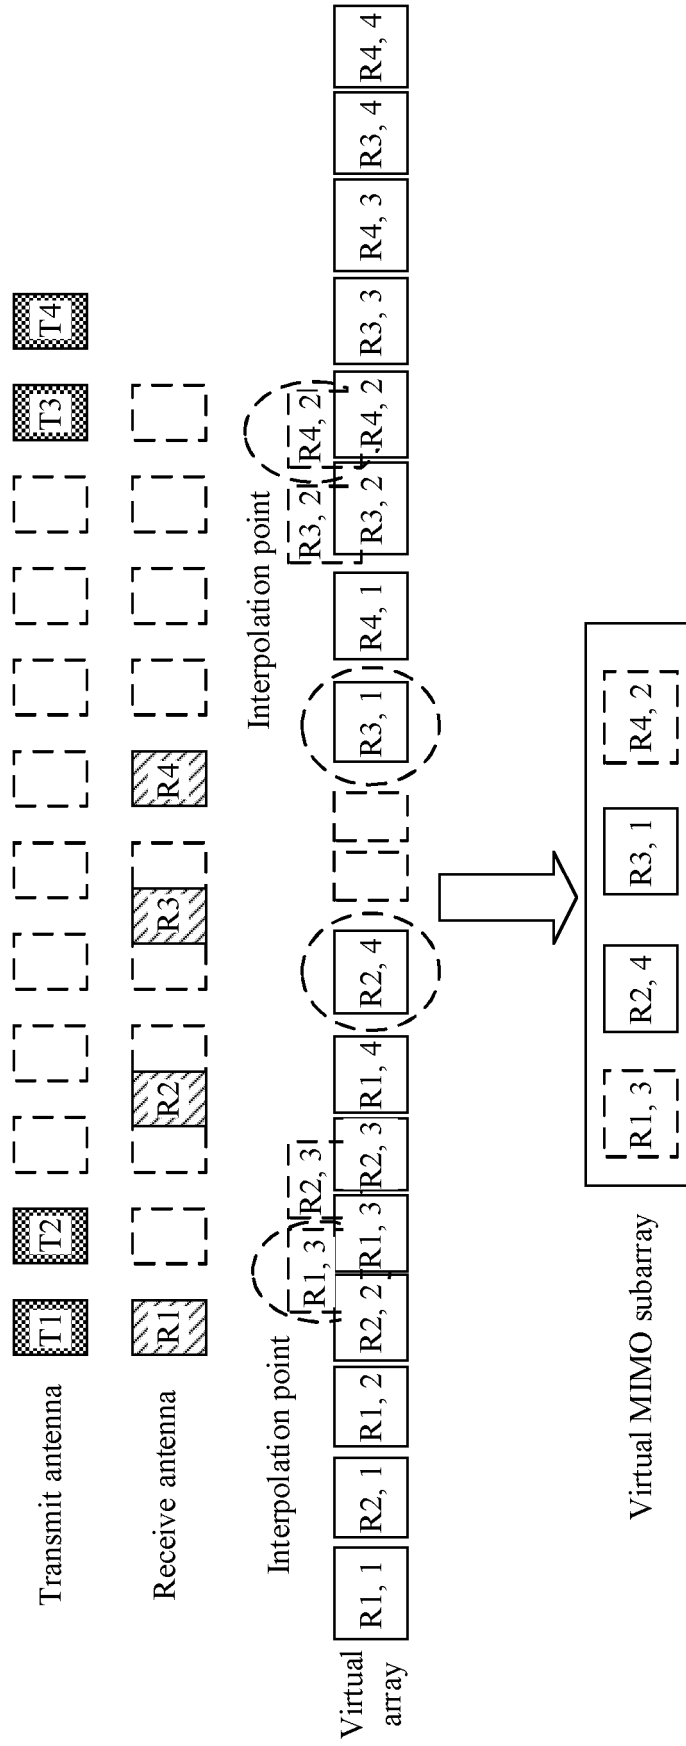 Transmit antenna
T1
T2
T3
T4
Receive antenna
R1
R2
R3
R4
Interpolation point
R1, 3
R2, 3
Interpolation point
R3, 2
R4, 2
Virtual
array
R1, 1
R2, 1
R1, 2
R2, 2
R1, 3
R2, 3
R1, 4
R2, 4
R3, 1
R4, 1
R3, 2
R4, 2
R3, 3
R4, 3
R3, 4
R4, 4
Virtual MIMO subarray
R1, 3
R2, 4
R3, 1
R4, 2